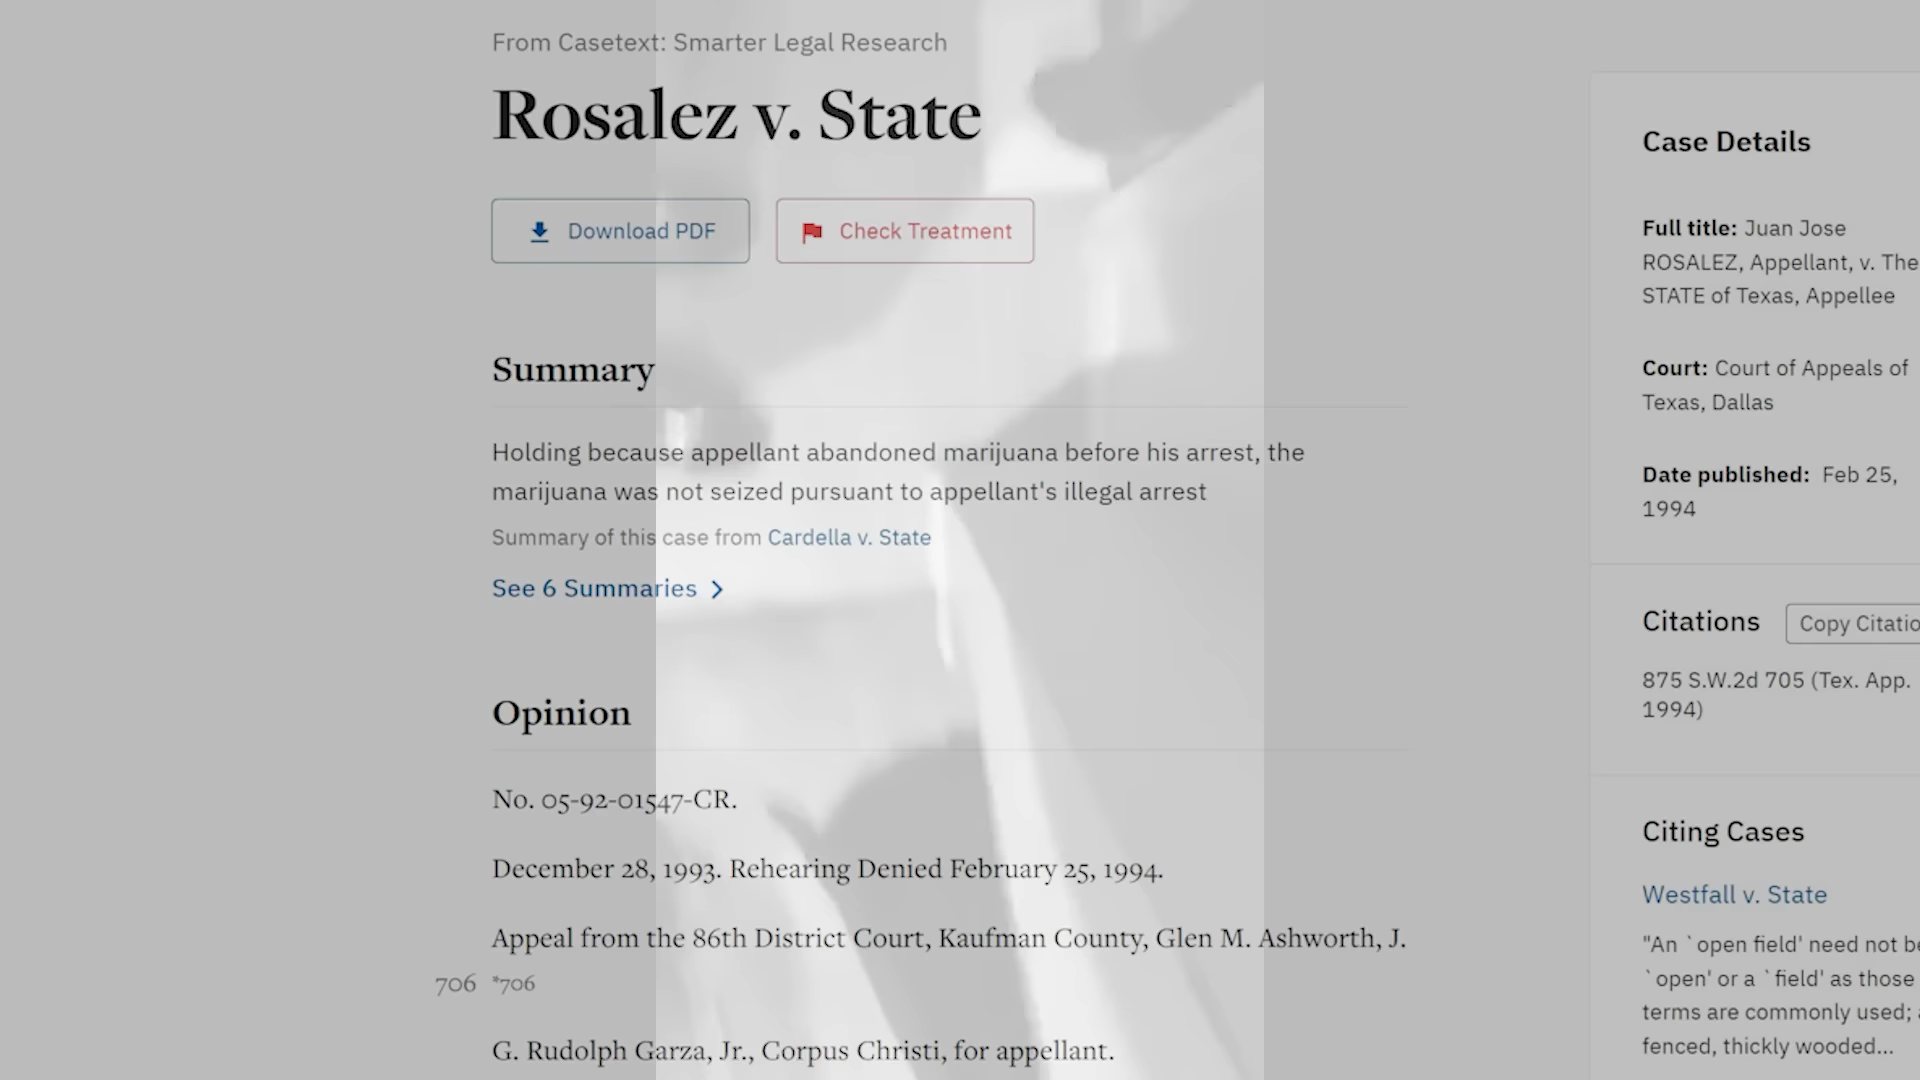 From Casetext: Smarter Legal Research
Rosalez v. State
Download PDF
Check Treatment
Summary
Holding because appellant abandoned marijuana before his arrest, the
marijuana was not seized pursuant to appellant's illegal arrest
Summary of this case from Cardella v. State
See 6 Summaries
Opinion
No. 05-92-01547-CR.
December 28, 1993. Rehearing Denied February 25, 1994.
Appeal from the 86th District Court, Kaufman County, Glen M. Ashworth, J.
706 *706
G. Rudolph Garza, Jr., Corpus Christi, for appellant.
Case Details
Full title: Juan Jose
ROSALEZ, Appellant, v. The
STATE of Texas, Appellee
Court: Court of Appeals of
Texas, Dallas
Date published: Feb 25,
1994
Citations
Copy Citatio
875 S.W.2d 705 (Tex. App.
1994)
Citing Cases
Westfall v. State
"An `open field' need not be
`open' or a `field' as those
terms are commonly used; a
fenced, thickly wooded...